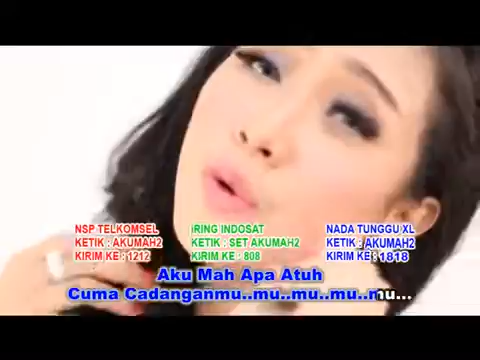 NSP TELKOMSEL
KETIK : AKUMAH2
KIRIM KE : 1212
iRING INDOSAT
KETIK : SET AKUMAH2
KIRIM KE : 808
NADA TUNGGU XL
KETIK : AKUMAH2
KIRIM KE : 1818
Aku Mah Apa Atuh
Cuma Cadanganmu..mu..mu..mu..mu...